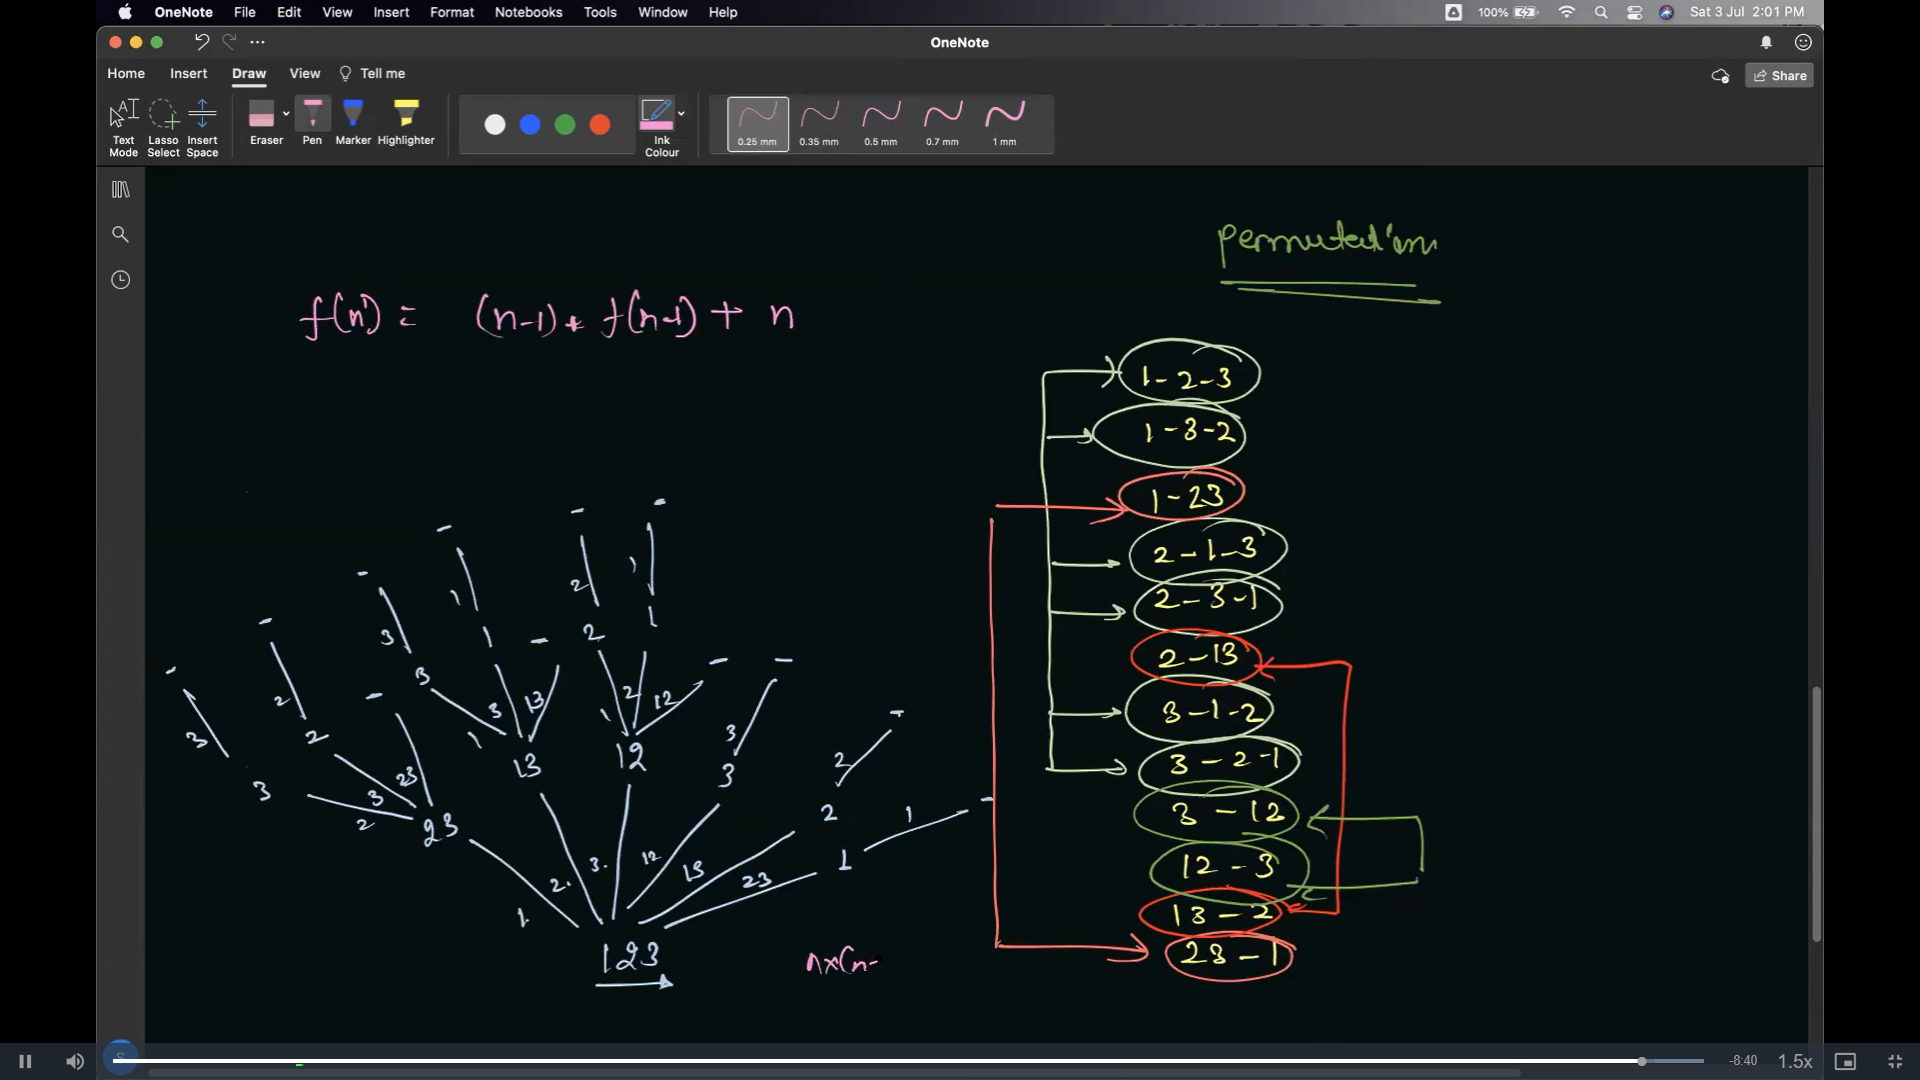 OneNote File Edit View Insert Format Notebooks Tools Window Help 100% Sat 3 Jul 2:01 PM
OneNote
Home Insert Draw View Tell me Share
Text Mode Lasso Select Insert Space Eraser Pen Marker Highlighter Ink Colour 0.25 mm 0.35 mm 0.5 mm 0.7 mm 1 mm
permutation
f(n) = (n-1) * f(n-1) + n
1-2-3
1-3-2
1-23
2-1-3
2-3-1
2-13
3-1-2
3-2-1
3-12
12-3
13-2
23-1
- - -
- 2 1
- 3 1 2 1
- 3 1 - 2 1
- 2 3 3 13 1 2 12 - -
3 2 1 13 12 3 3 2 -
3 3 2 23 23 2 1 1 -
1 2 3 12 13 23
123
n×(n-
-8:40 1.5x